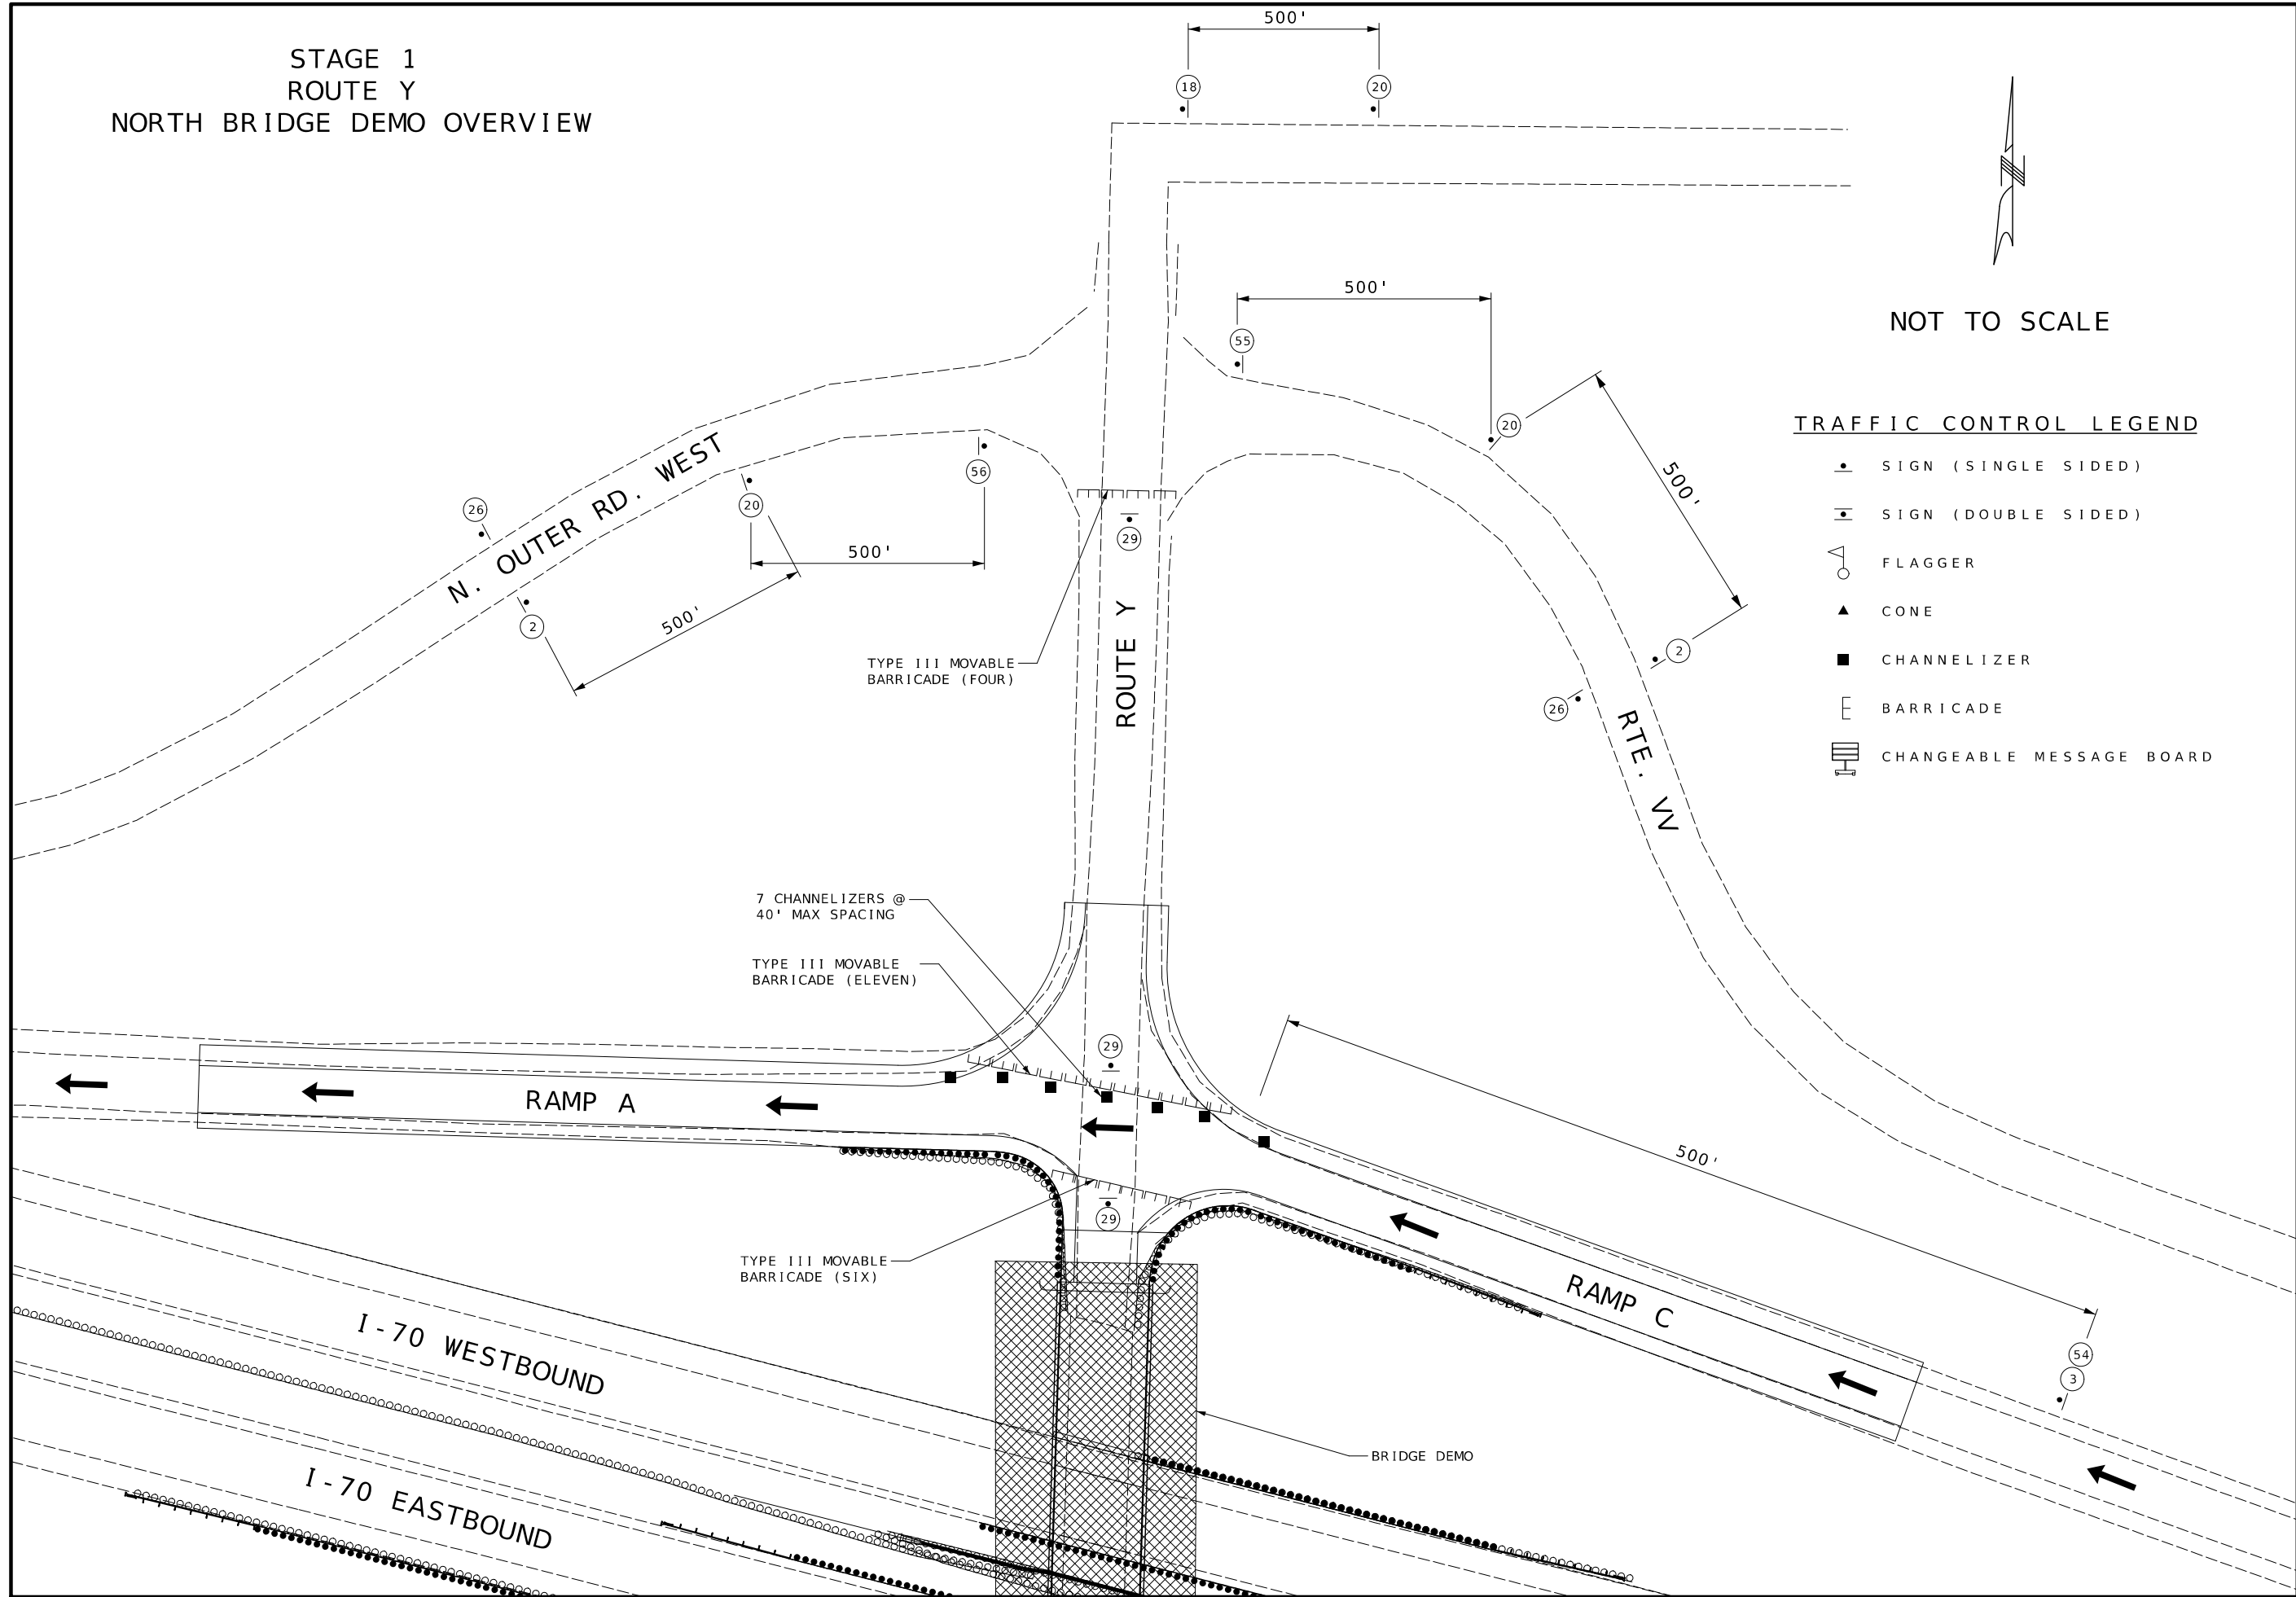 500'
STAGE 1
ROUTE Y
NORTH BRIDGE DEMO OVERVIEW
18
20
N
500'
NOT TO SCALE
55
TRAFFIC CONTROL LEGEND
20
SIGN (SINGLE SIDED)
SIGN (DOUBLE SIDED)
FLAGGER
CONE
CHANNELIZER
BARRICADE
CHANGEABLE MESSAGE BOARD
500'
56
26
20
N. OUTER RD. WEST
29
500'
2
500'
ROUTE Y
TYPE III MOVABLE
BARRICADE (FOUR)
2
26
RTE. VV
7 CHANNELIZERS @
40' MAX SPACING
TYPE III MOVABLE
BARRICADE (ELEVEN)
29
RAMP A
500'
29
TYPE III MOVABLE
BARRICADE (SIX)
RAMP C
54
3
I-70 WESTBOUND
BRIDGE DEMO
I-70 EASTBOUND